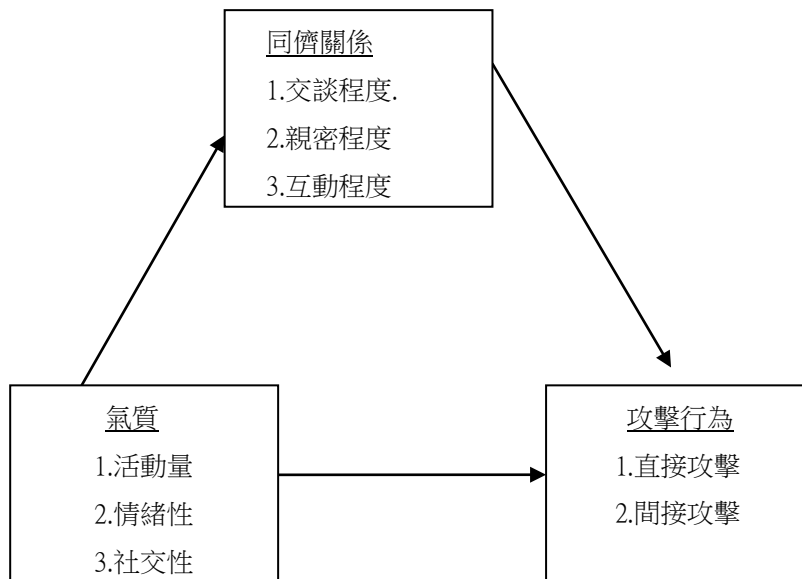 同儕關係
1.交談程度.
2.親密程度
3.互動程度
氣質
1.活動量
2.情緒性
3.社交性
攻擊行為
1.直接攻擊
2.間接攻擊